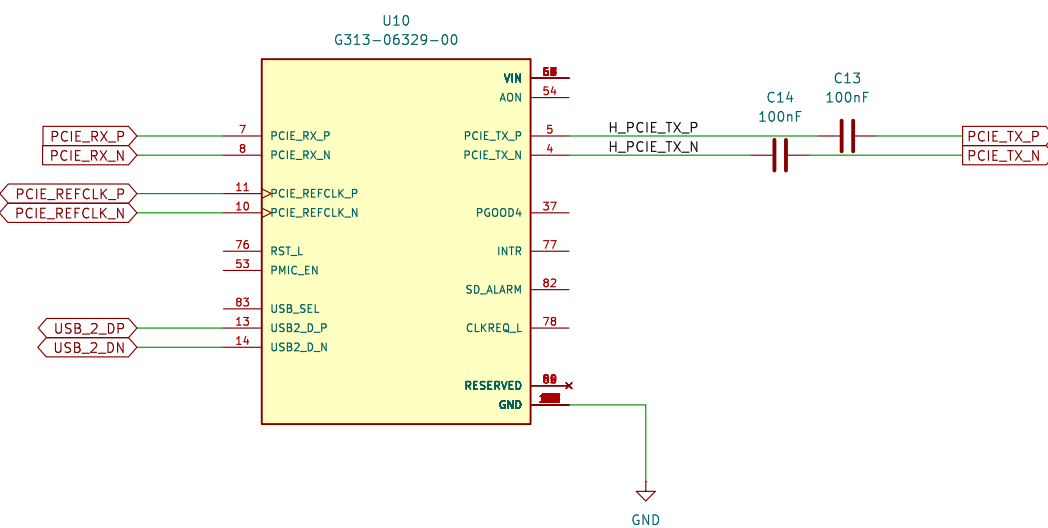 U10
G313-06329-00
C13
100nF
C14
100nF
VIN
AON 54
PCIE_RX_P 7 PCIE_RX_P PCIE_TX_P 5 H_PCIE_TX_P PCIE_TX_P
PCIE_RX_N 8 PCIE_RX_N PCIE_TX_N 4 H_PCIE_TX_N PCIE_TX_N
PCIE_REFCLK_P 11 PCIE_REFCLK_P
PCIE_REFCLK_N 10 PCIE_REFCLK_N PGOOD4 37
76 RST_L INTR 77
53 PMIC_EN
SD_ALARM 82
83 USB_SEL
USB_2_DP 13 USB2_D_P CLKREQ_L 78
USB_2_DN 14 USB2_D_N
RESERVED
GND
GND